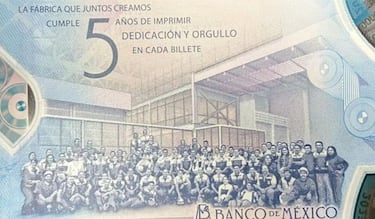 LA FÁBRICA QUE JUNTOS CREAMOS
CUMPLE 5 AÑOS DE IMPRIMIR
DEDICACIÓN Y ORGULLO
EN CADA BILLETE
BANCO DE MÉXICO